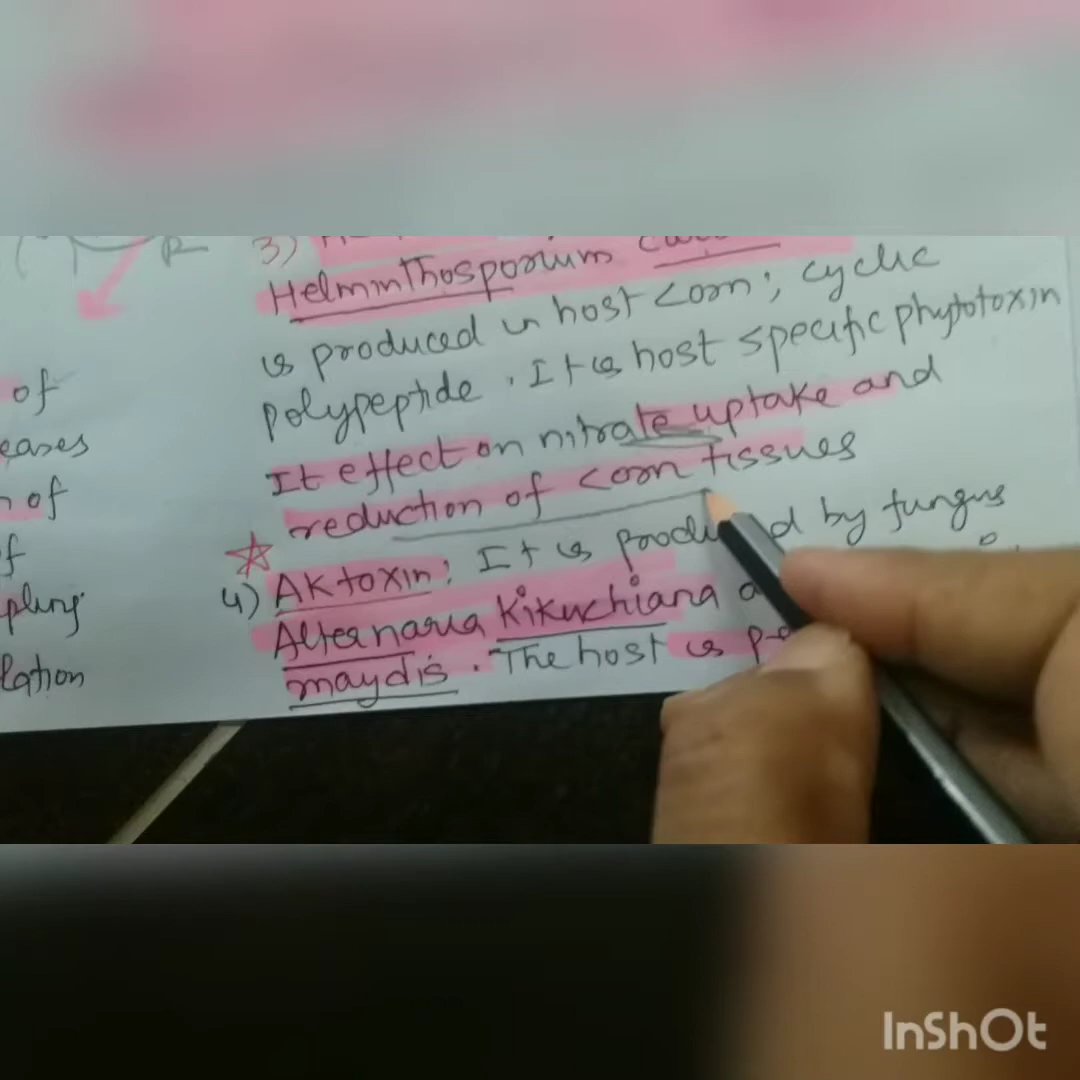 of
eases
of
f
pling
lation
3)
Helminthosporium
is produced in host corn; cyclic
polypeptide. It is host specific phytotoxin
It effect on nitrate uptake and
reduction of corn tissues
4) AK toxin: It is produ d by fungus
Alternaria Kikuchiana a
maydis. The host is
InShOt